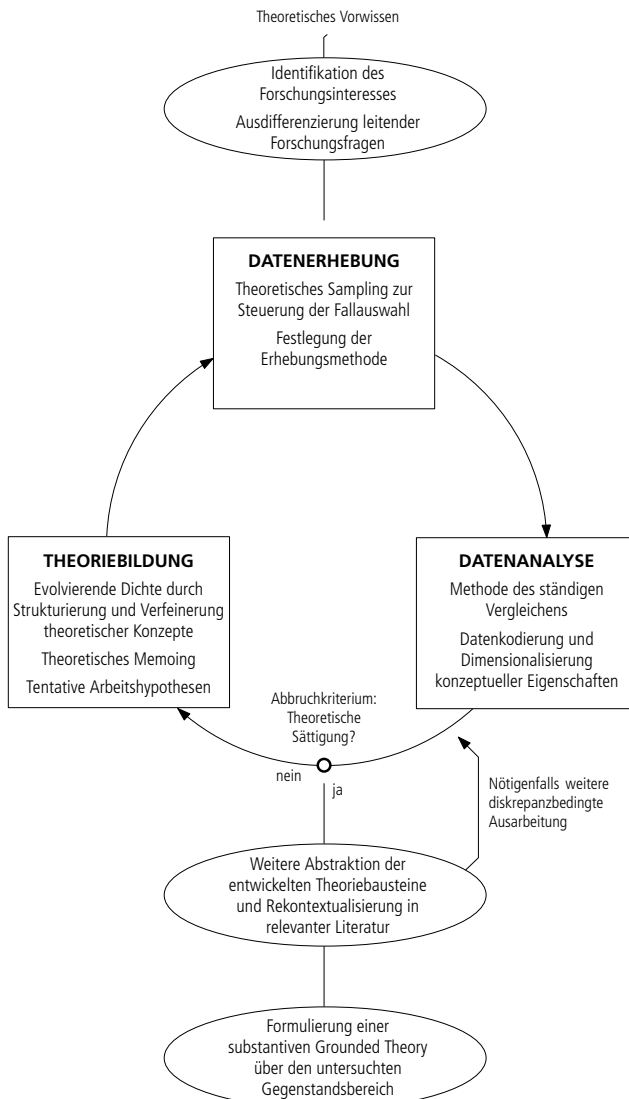 Theoretisches Vorwissen
Identifikation des
Forschungsinteresses
Ausdifferenzierung leitender
Forschungsfragen
DATENERHEBUNG
Theoretisches Sampling zur
Steuerung der Fallauswahl
Festlegung der
Erhebungsmethode
THEORIEBILDUNG
Evolvierende Dichte durch
Strukturierung und Verfeinerung
theoretischer Konzepte
Theoretisches Memoing
Tentative Arbeitshypothesen
DATENANALYSE
Methode des ständigen
Vergleichens
Datenkodierung und
Dimensionalisierung
konzeptueller Eigenschaften
Abbruchkriterium:
Theoretische
Sättigung?
nein
ja
Nötigenfalls weitere
diskrepanzbedingte
Ausarbeitung
Weitere Abstraktion der
entwickelten Theoriebausteine
und Rekontextualisierung in
relevanter Literatur
Formulierung einer
substantiven Grounded Theory
über den untersuchten
Gegenstandsbereich